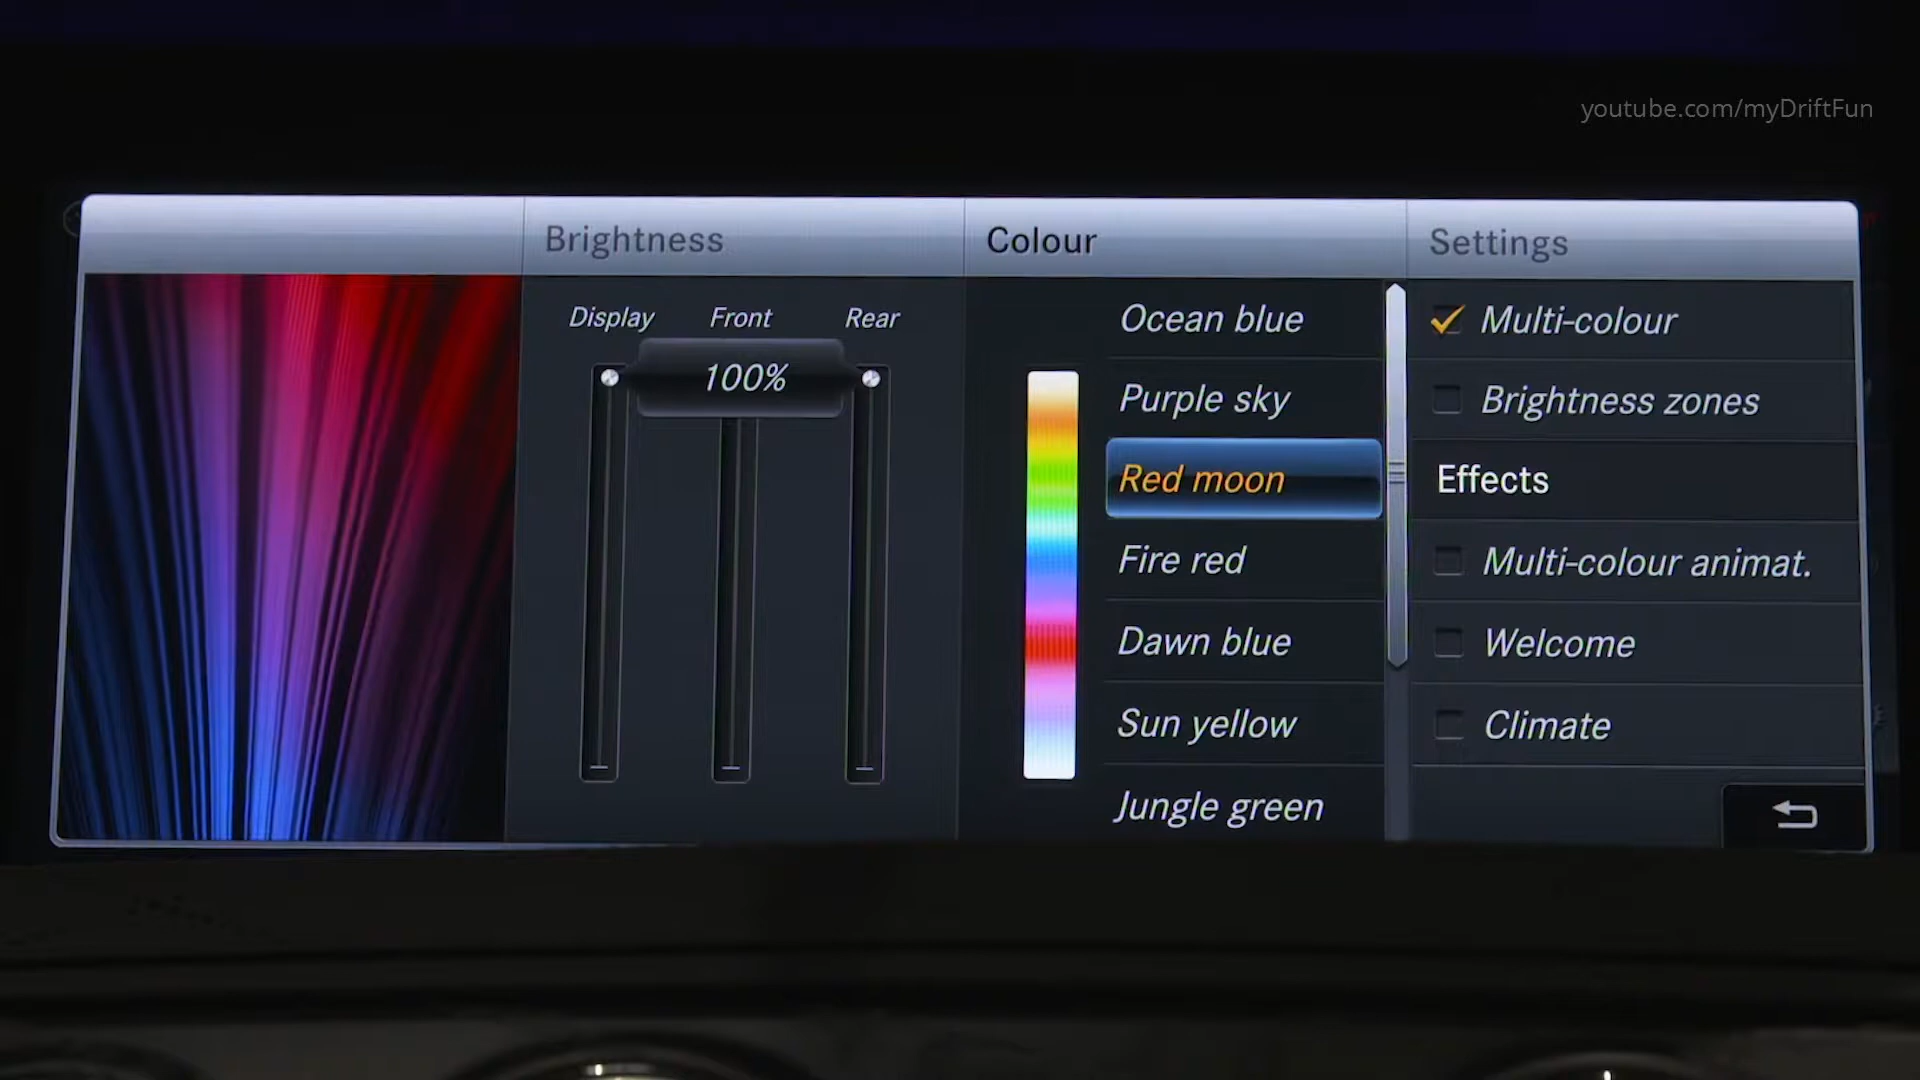 youtube.com/myDriftFun
Brightness
Colour
Settings
Display
Front
Rear
100%
Ocean blue
Purple sky
Red moon
Fire red
Dawn blue
Sun yellow
Jungle green
Multi-colour
Brightness zones
Effects
Multi-colour animat.
Welcome
Climate